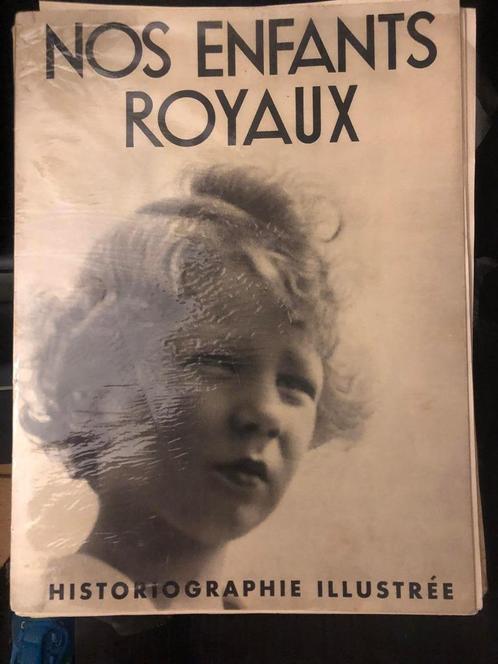 NOS ENFANTS
ROYAUX
HISTORIOGRAPHIE ILLUSTRÉE